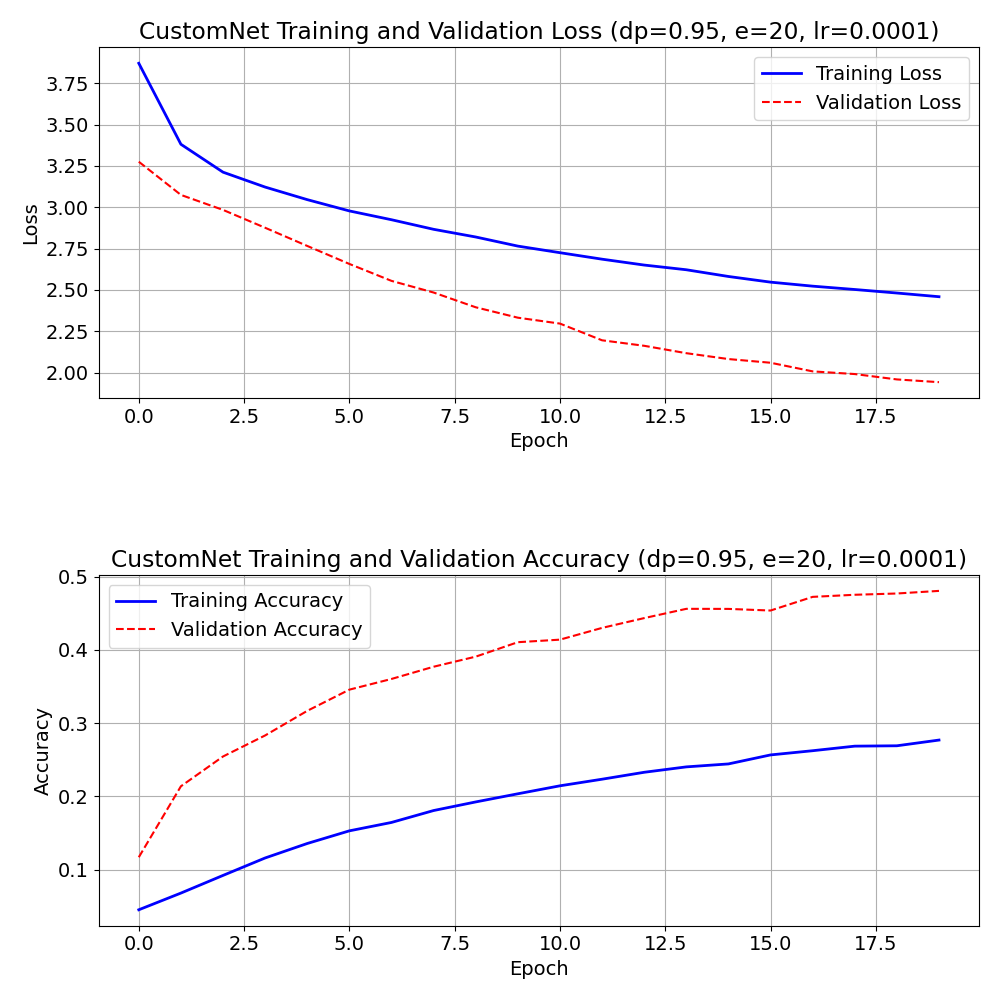 CustomNet Training and Validation Loss (dp=0.95, e=20, lr=0.0001)
Training Loss
Validation Loss
Loss
3.75
3.50
3.25
3.00
2.75
2.50
2.25
2.00
0.0 2.5 5.0 7.5 10.0 12.5 15.0 17.5
Epoch
CustomNet Training and Validation Accuracy (dp=0.95, e=20, lr=0.0001)
Training Accuracy
Validation Accuracy
Accuracy
0.5
0.4
0.3
0.2
0.1
0.0 2.5 5.0 7.5 10.0 12.5 15.0 17.5
Epoch